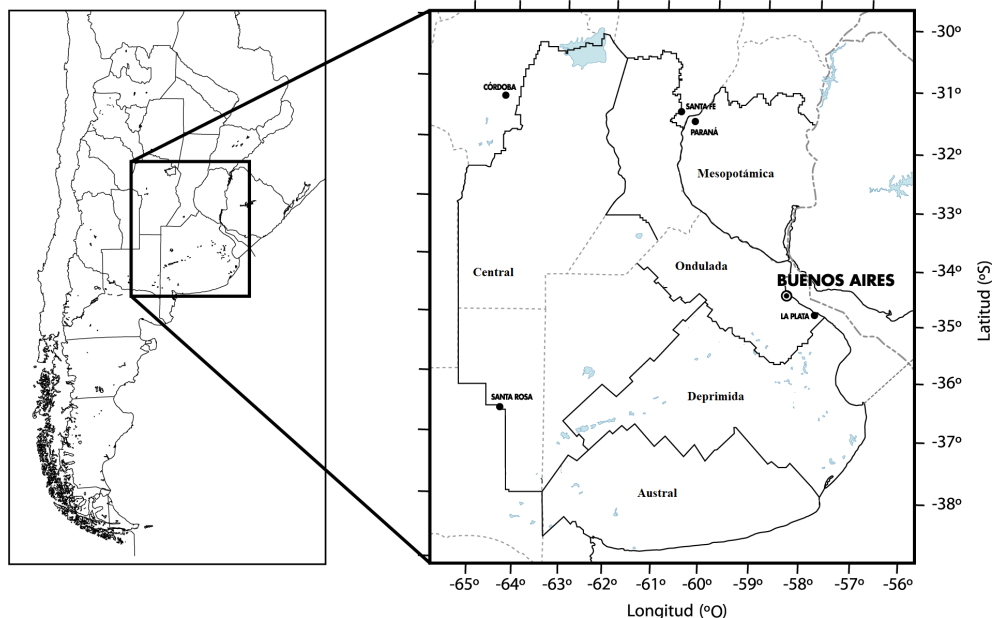 -30º
CÓRDOBA
-31º
SANTA FE
PARANÁ
-32º
Mesopotámica
-33º
Central
Ondulada
-34º
BUENOS AIRES
LA PLATA
-35º
-36º
SANTA ROSA
Deprimida
-37º
Austral
-38º
Latitud (ºS)
-65º -64º -63º -62º -61º -60º -58º -58º -57º -56º
Longitud (ºO)